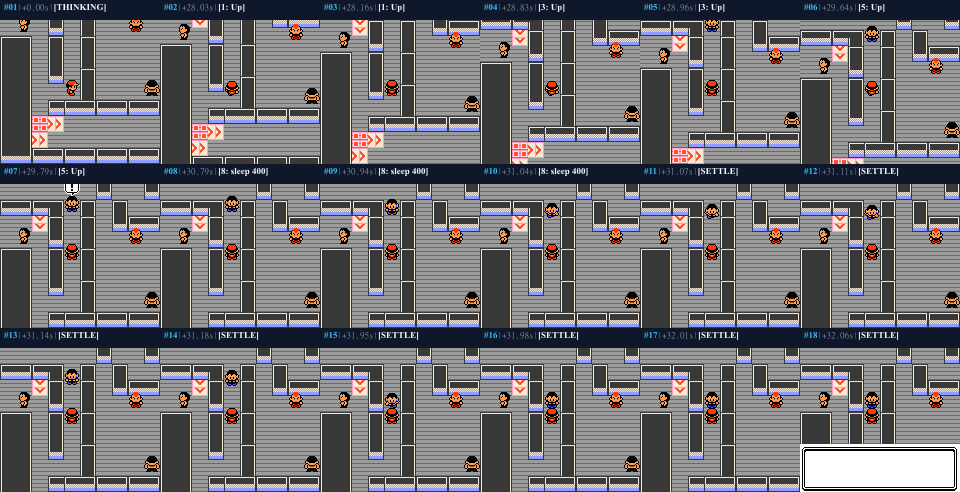 #01|+0.00s|[THINKING]
#02|+28.03s|[1: Up]
#03|+28.16s|[1: Up]
#04|+28.83s|[3: Up]
#05|+28.96s|[3: Up]
#06|+29.64s|[5: Up]
#07|+29.79s|[5: Up]
#08|+30.79s|[8: sleep 400]
#09|+30.94s|[8: sleep 400]
#10|+31.04s|[8: sleep 400]
#11|+31.07s|[SETTLE]
#12|+31.11s|[SETTLE]
!
#13|+31.14s|[SETTLE]
#14|+31.18s|[SETTLE]
#15|+31.95s|[SETTLE]
#16|+31.98s|[SETTLE]
#17|+32.01s|[SETTLE]
#18|+32.06s|[SETTLE]